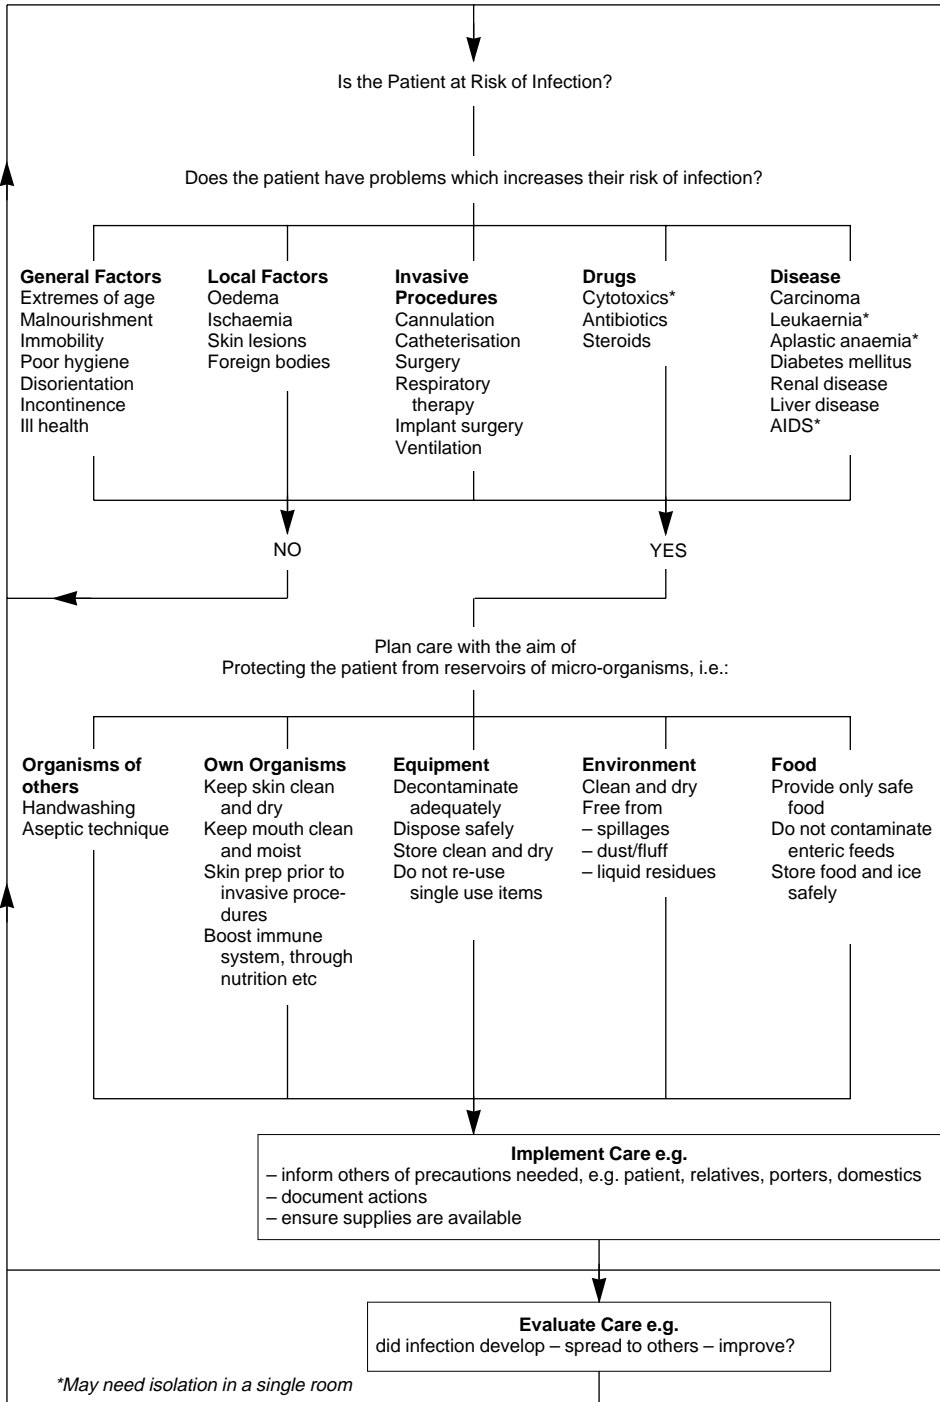 Is the Patient at Risk of Infection?
Does the patient have problems which increases their risk of infection?
General Factors
Extremes of age
Malnourishment
Immobility
Poor hygiene
Disorientation
Incontinence
Ill health
Local Factors
Oedema
Ischaemia
Skin lesions
Foreign bodies
Invasive
Procedures
Cannulation
Catheterisation
Surgery
Respiratory
therapy
Implant surgery
Ventilation
Drugs
Cytotoxics*
Antibiotics
Steroids
Disease
Carcinoma
Leukaernia*
Aplastic anaemia*
Diabetes mellitus
Renal disease
Liver disease
AIDS*
NO
YES
Plan care with the aim of
Protecting the patient from reservoirs of micro-organisms, i.e.:
Organisms of
others
Handwashing
Aseptic technique
Own Organisms
Keep skin clean
and dry
Keep mouth clean
and moist
Skin prep prior to
invasive proce-
dures
Boost immune
system, through
nutrition etc
Equipment
Decontaminate
adequately
Dispose safely
Store clean and dry
Do not re-use
single use items
Environment
Clean and dry
Free from
– spillages
– dust/fluff
– liquid residues
Food
Provide only safe
food
Do not contaminate
enteric feeds
Store food and ice
safely
Implement Care e.g.
– inform others of precautions needed, e.g. patient, relatives, porters, domestics
– document actions
– ensure supplies are available
Evaluate Care e.g.
did infection develop – spread to others – improve?
*May need isolation in a single room